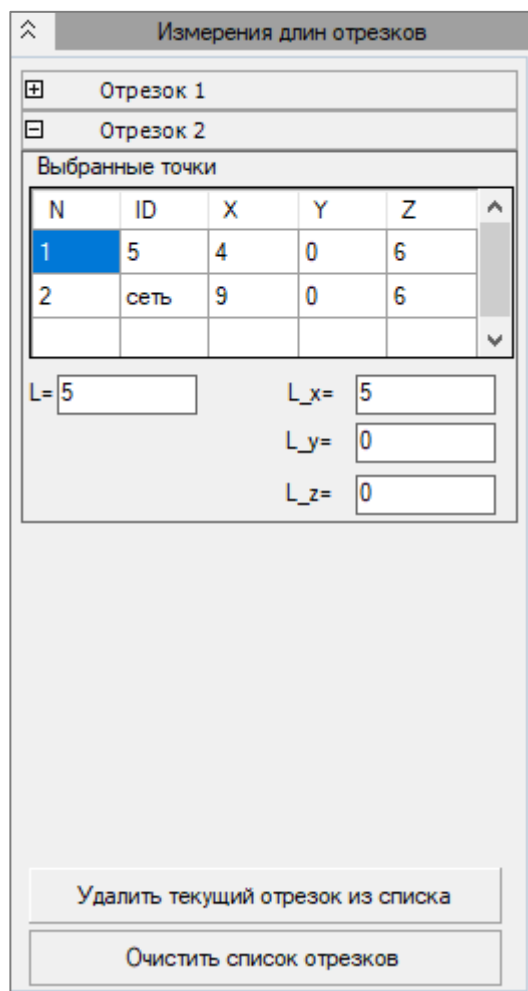 Измерения длин отрезков
Отрезок 1
Отрезок 2
Выбранные точки
N ID X Y Z
1 5 4 0 6
2 сеть 9 0 6
L= 5 L_x= 5
L_y= 0
L_z= 0
Удалить текущий отрезок из списка
Очистить список отрезков